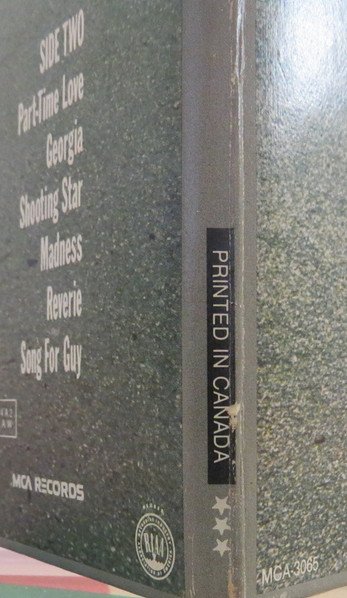 SIDE TWO
Part-Time Love
Georgia
Shooting Star
Madness
Reverie
Song For Guy
MCA RECORDS
PRINTED IN CANADA
MCA-3065